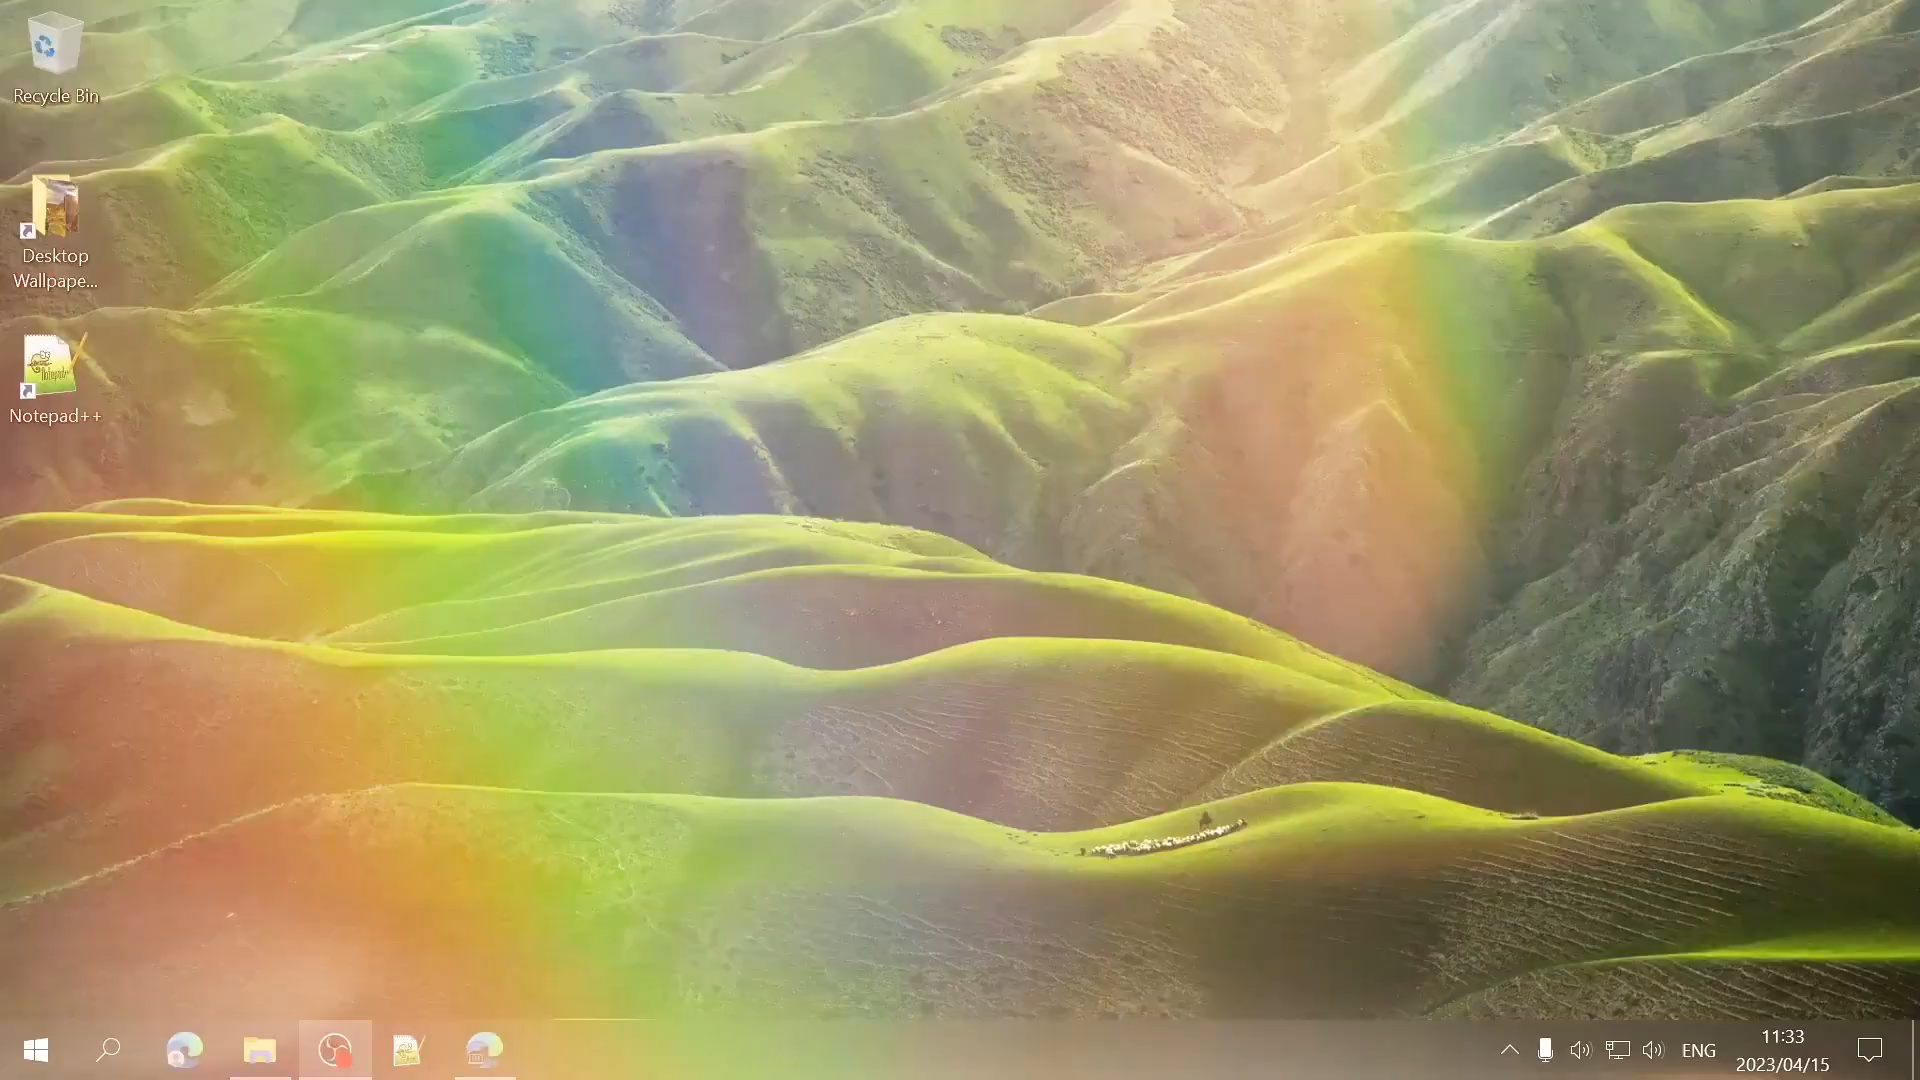 Recycle Bin
Desktop
Wallpape...
Notepad++
ENG
11:33
2023/04/15